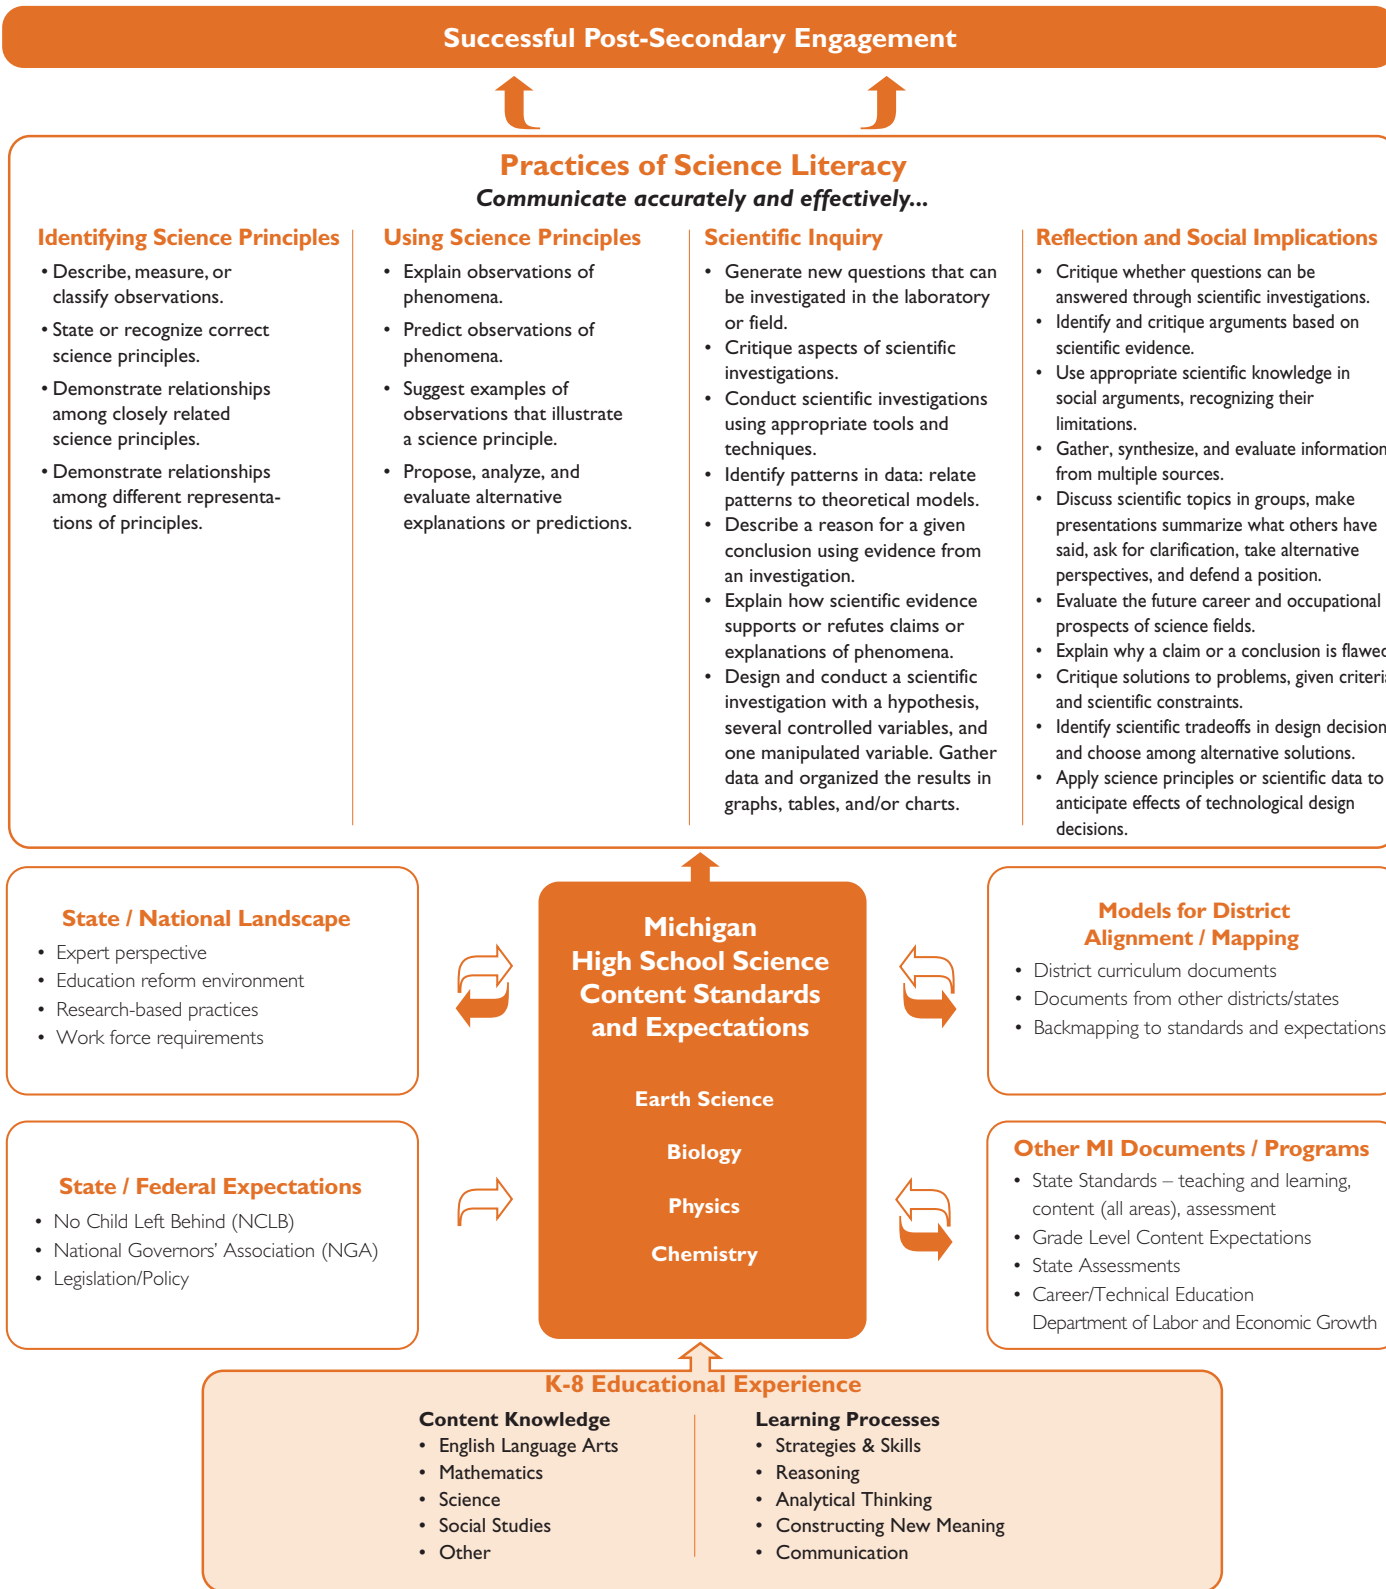 Successful Post-Secondary Engagement
Practices of Science Literacy
Communicate accurately and effectively...
Identifying Science Principles
• Describe, measure, or
classify observations.
• State or recognize correct
science principles.
• Demonstrate relationships
among closely related
science principles.
• Demonstrate relationships
among different representa-
tions of principles.
Using Science Principles
• Explain observations of
phenomena.
• Predict observations of
phenomena.
• Suggest examples of
observations that illustrate
a science principle.
• Propose, analyze, and
evaluate alternative
explanations or predictions.
Scientific Inquiry
• Generate new questions that can
be investigated in the laboratory
or field.
• Critique aspects of scientific
investigations.
• Conduct scientific investigations
using appropriate tools and
techniques.
• Identify patterns in data: relate
patterns to theoretical models.
• Describe a reason for a given
conclusion using evidence from
an investigation.
• Explain how scientific evidence
supports or refutes claims or
explanations of phenomena.
• Design and conduct a scientific
investigation with a hypothesis,
several controlled variables, and
one manipulated variable. Gather
data and organized the results in
graphs, tables, and/or charts.
Reflection and Social Implications
• Critique whether questions can be
answered through scientific investigations.
• Identify and critique arguments based on
scientific evidence.
• Use appropriate scientific knowledge in
social arguments, recognizing their
limitations.
• Gather, synthesize, and evaluate information
from multiple sources.
• Discuss scientific topics in groups, make
presentations summarize what others have
said, ask for clarification, take alternative
perspectives, and defend a position.
• Evaluate the future career and occupational
prospects of science fields.
• Explain why a claim or a conclusion is flawed
• Critique solutions to problems, given criteria
and scientific constraints.
• Identify scientific tradeoffs in design decision
and choose among alternative solutions.
• Apply science principles or scientific data to
anticipate effects of technological design
decisions.
State / National Landscape
• Expert perspective
• Education reform environment
• Research-based practices
• Work force requirements
State / Federal Expectations
• No Child Left Behind (NCLB)
• National Governors’ Association (NGA)
• Legislation/Policy
Michigan
High School Science
Content Standards
and Expectations
Earth Science
Biology
Physics
Chemistry
Models for District
Alignment / Mapping
• District curriculum documents
• Documents from other districts/states
• Backmapping to standards and expectations
Other MI Documents / Programs
• State Standards – teaching and learning,
content (all areas), assessment
• Grade Level Content Expectations
• State Assessments
• Career/Technical Education
Department of Labor and Economic Growth
K-8 Educational Experience
Content Knowledge
• English Language Arts
• Mathematics
• Science
• Social Studies
• Other
Learning Processes
• Strategies & Skills
• Reasoning
• Analytical Thinking
• Constructing New Meaning
• Communication